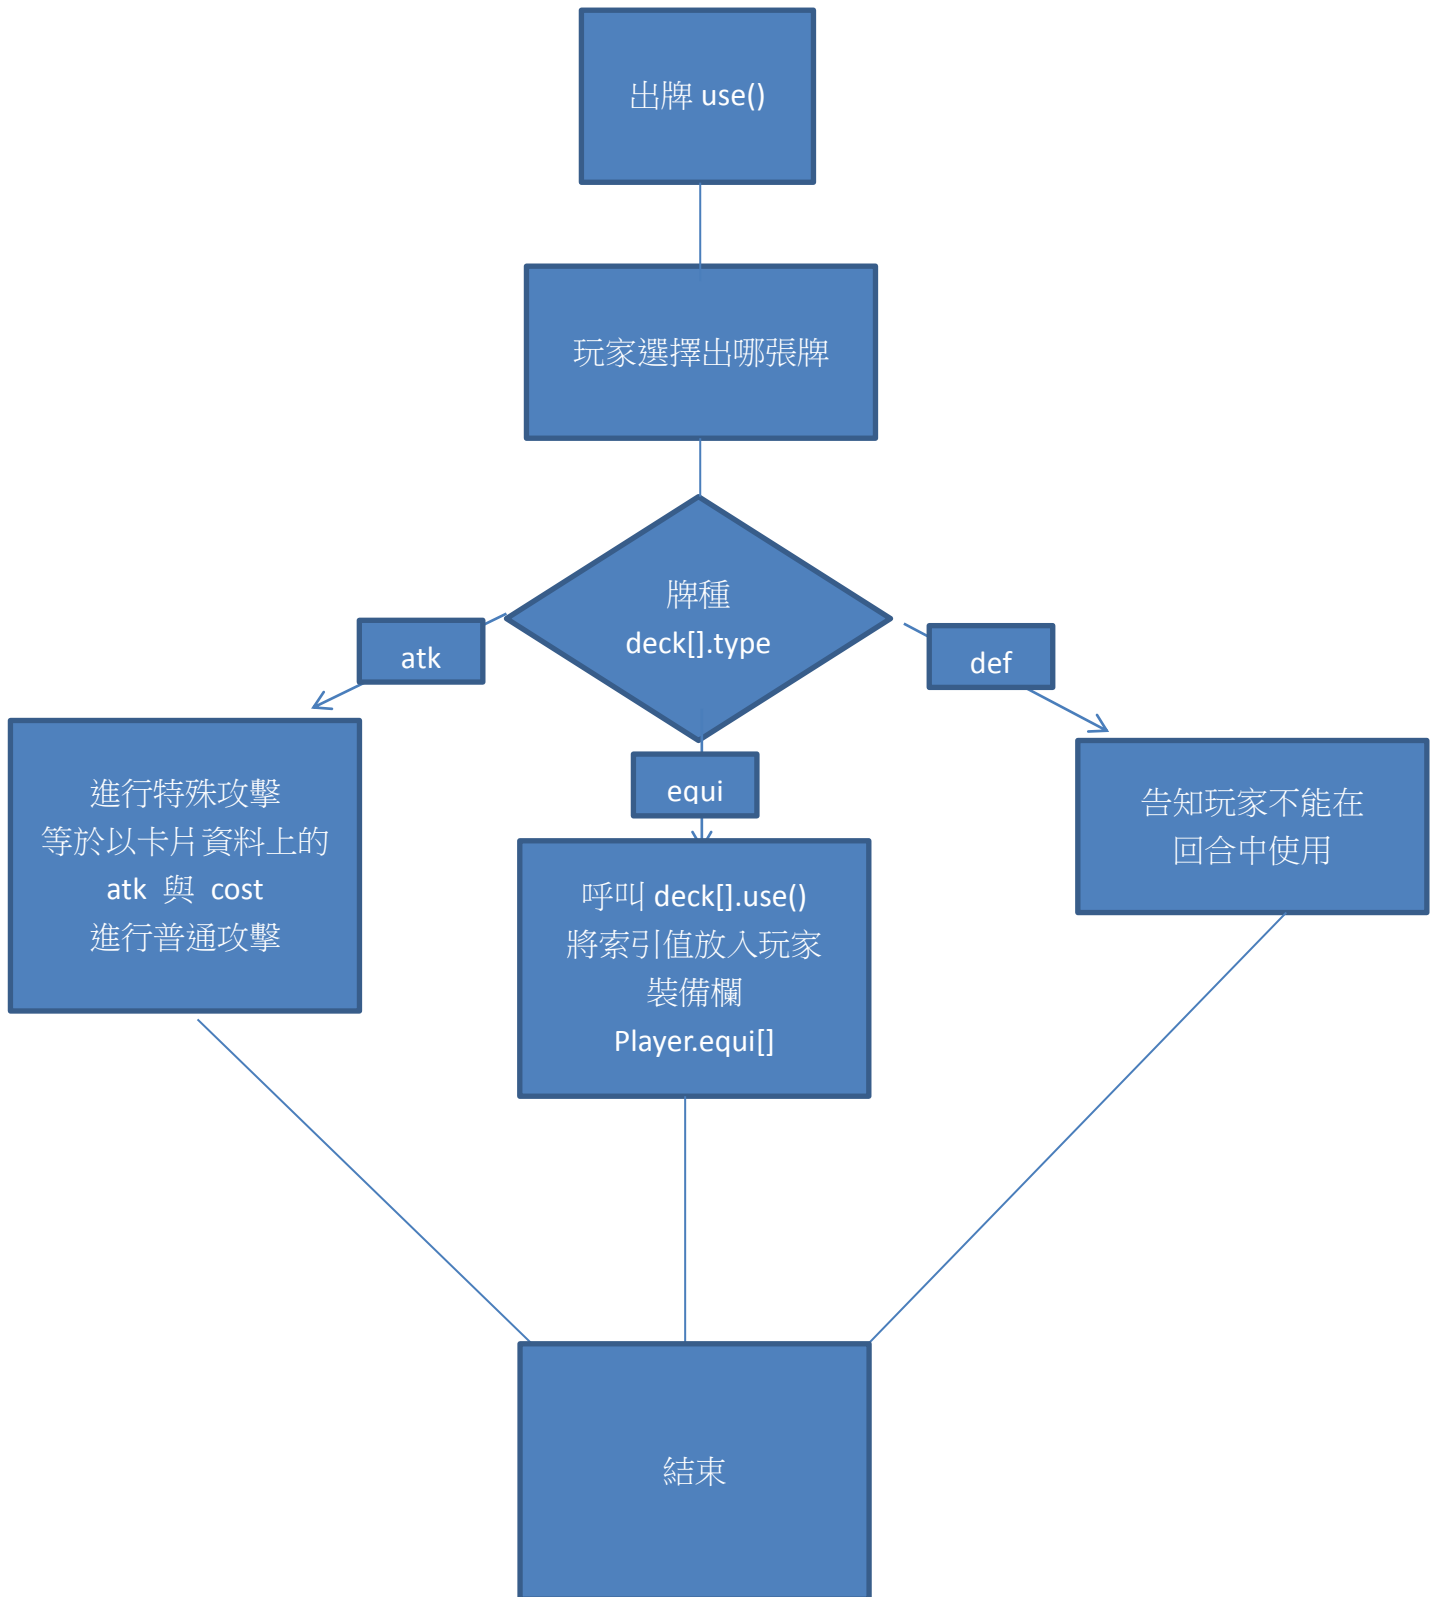 出牌 use()
玩家選擇出哪張牌
牌種
deck[].type
atk
equi
def
進行特殊攻擊
等於以卡片資料上的
atk 與 cost
進行普通攻擊
呼叫 deck[].use()
將索引值放入玩家
裝備欄
Player.equi[]
告知玩家不能在
回合中使用
結束